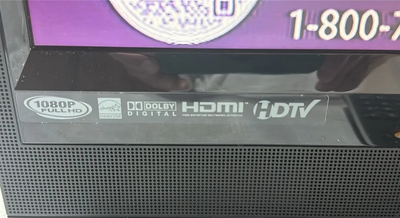 1-800-7
1080P
FULL HD
DOLBY
DIGITAL
HDMI
HDTV